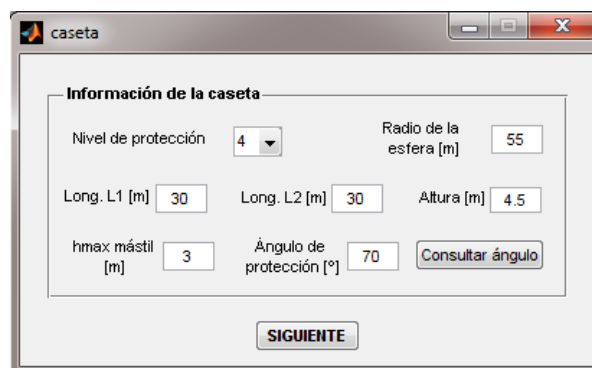 caseta
Información de la caseta
Nivel de protección 4 Radio de la
esfera [m] 55
Long. L1 [m] 30 Long. L2 [m] 30 Altura [m] 4.5
hmax mástil
[m] 3 Ángulo de
protección [º] 70 Consultar ángulo
SIGUIENTE